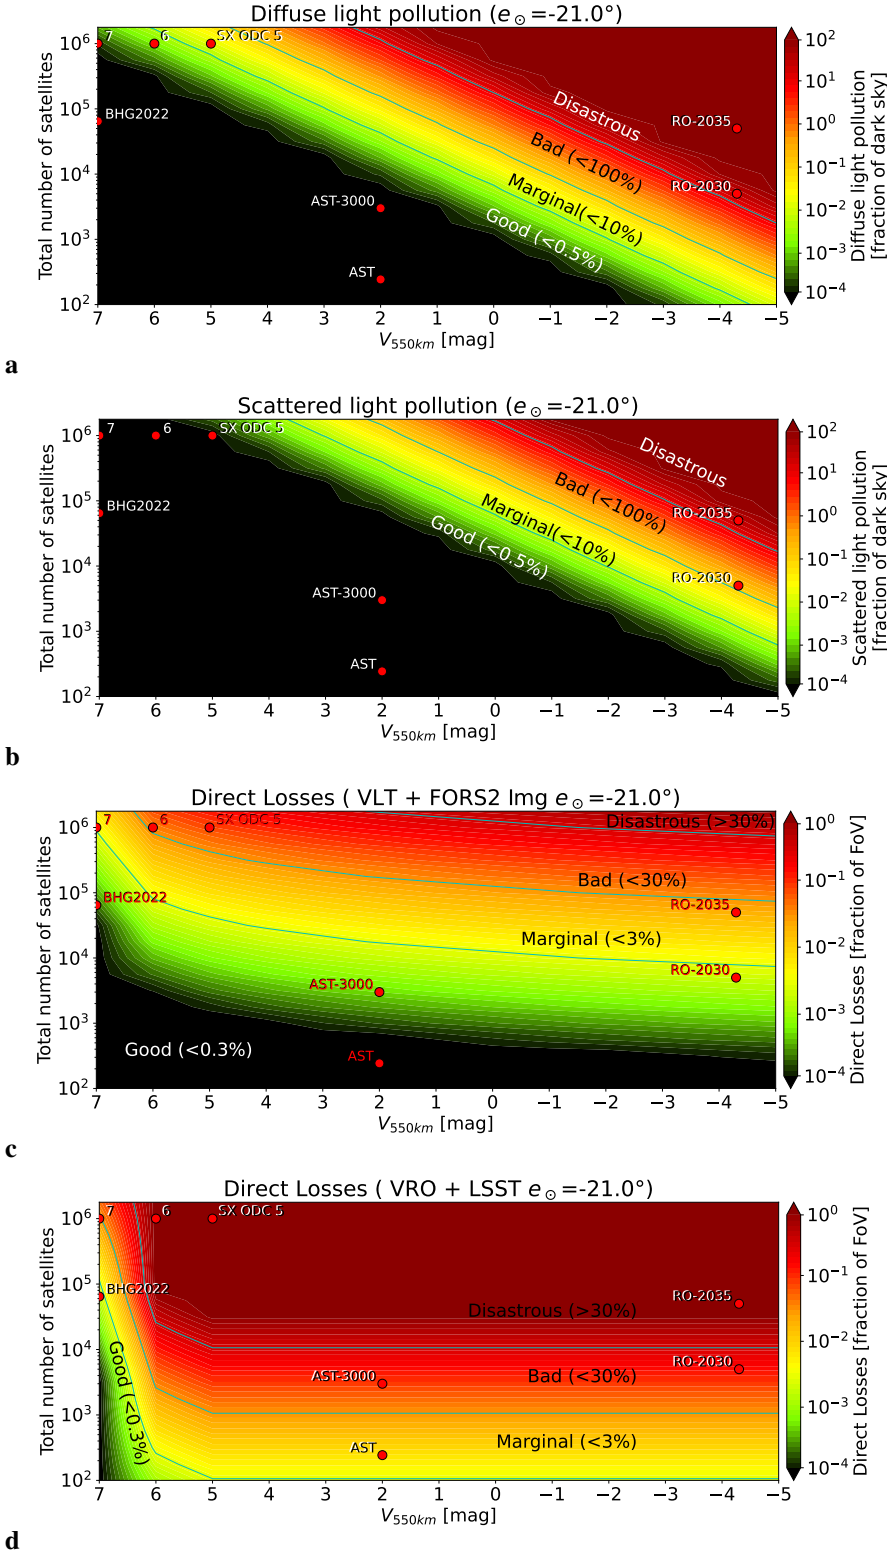 Diffuse light pollution (e☉=-21.0°)
Total number of satellites
10⁶
10⁵
10⁴
10³
10²
7
6
SX ODC 5
BHG2022
AST-3000
AST
RO-2035
RO-2030
Disastrous
Bad (<100%)
Marginal(<10%)
Good (<0.5%)
7 6 5 4 3 2 1 0 −1 −2 −3 −4 −5
V550km [mag]
10²
10¹
10⁰
10⁻¹
10⁻²
10⁻³
10⁻⁴
Diffuse light pollution
[fraction of dark sky]
a
Scattered light pollution (e☉=-21.0°)
Total number of satellites
10⁶
10⁵
10⁴
10³
10²
7
6
SX ODC 5
BHG2022
AST-3000
AST
RO-2035
RO-2030
Disastrous
Bad (<100%)
Marginal(<10%)
Good (<0.5%)
7 6 5 4 3 2 1 0 −1 −2 −3 −4 −5
V550km [mag]
10²
10¹
10⁰
10⁻¹
10⁻²
10⁻³
10⁻⁴
Scattered light pollution
[fraction of dark sky]
b
Direct Losses ( VLT + FORS2 Img e☉=-21.0°)
Total number of satellites
10⁶
10⁵
10⁴
10³
10²
7
6
SX ODC 5
BHG2022
AST-3000
AST
RO-2035
RO-2030
Disastrous (>30%)
Bad (<30%)
Marginal (<3%)
Good (<0.3%)
7 6 5 4 3 2 1 0 −1 −2 −3 −4 −5
V550km [mag]
10⁰
10⁻¹
10⁻²
10⁻³
10⁻⁴
Direct Losses [fraction of FoV]
c
Direct Losses ( VRO + LSST e☉=-21.0°)
Total number of satellites
10⁶
10⁵
10⁴
10³
10²
7
6
SX ODC 5
BHG2022
AST-3000
AST
RO-2035
RO-2030
Disastrous (>30%)
Bad (<30%)
Marginal (<3%)
Good (<0.3%)
7 6 5 4 3 2 1 0 −1 −2 −3 −4 −5
V550km [mag]
10⁰
10⁻¹
10⁻²
10⁻³
10⁻⁴
Direct Losses [fraction of FoV]
d